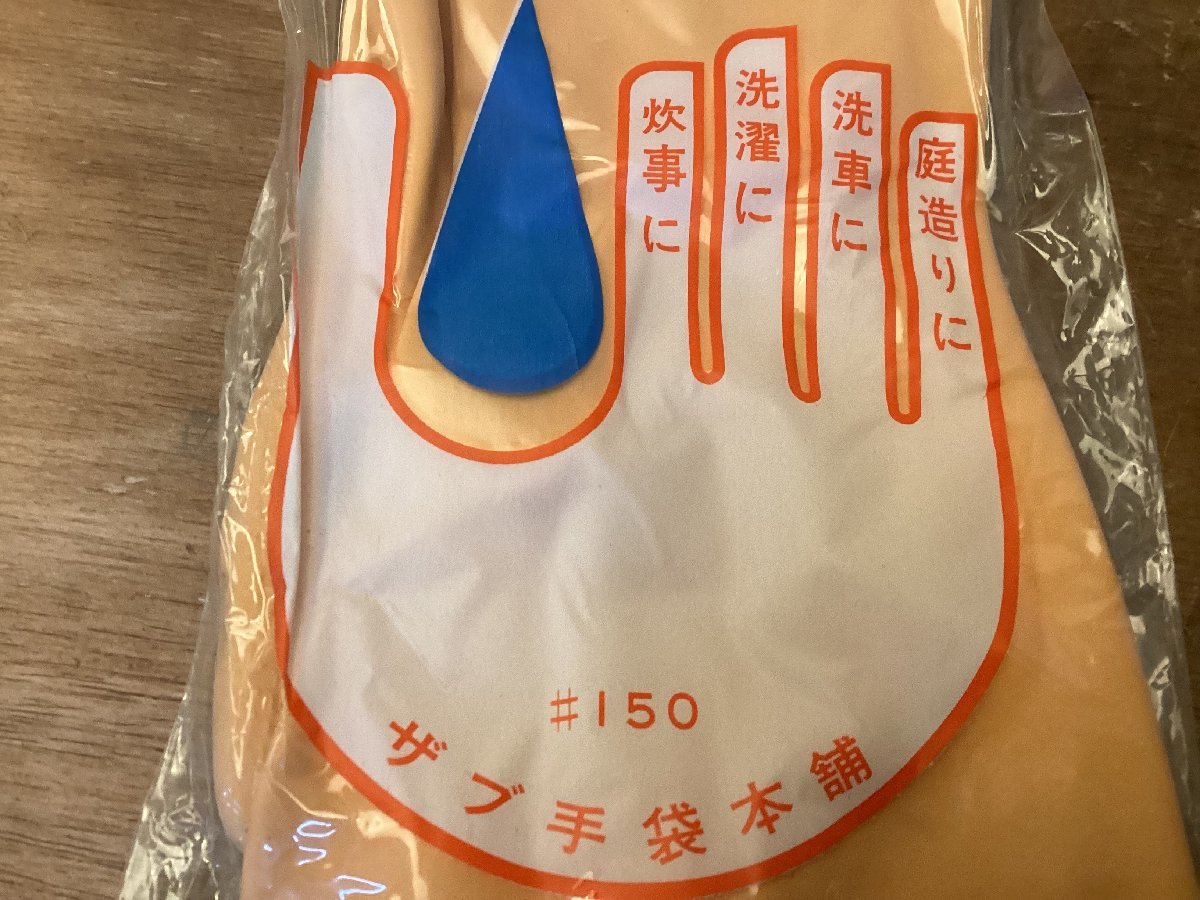 炊事に
洗濯に
洗車に
庭造りに
#150
ザブ手袋本舗